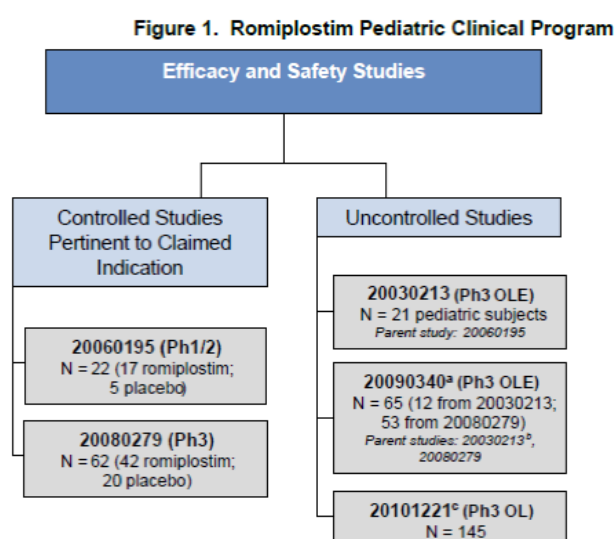 Figure 1. Romiplostim Pediatric Clinical Program
Efficacy and Safety Studies
Controlled Studies
Pertinent to Claimed
Indication
20060195 (Ph1/2)
N = 22 (17 romiplostim;
5 placebo)
20080279 (Ph3)
N = 62 (42 romiplostim;
20 placebo)
Uncontrolled Studies
20030213 (Ph3 OLE)
N = 21 pediatric subjects
Parent study: 20060195
20090340ᵃ (Ph3 OLE)
N = 65 (12 from 20030213;
53 from 20080279)
Parent studies: 20030213ᵇ,
20080279
20101221ᶜ (Ph3 OL)
N = 145